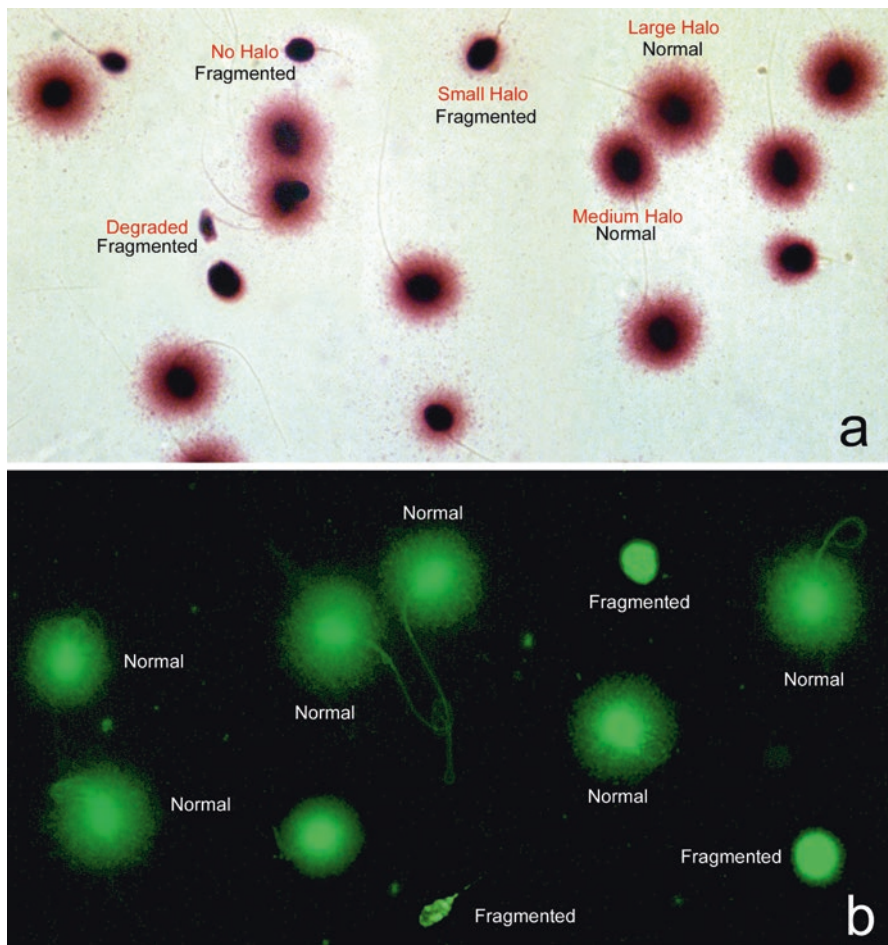 No Halo
Fragmented
Small Halo
Fragmented
Large Halo
Normal
Medium Halo
Normal
Degraded
Fragmented
a
Normal
Normal
Normal
Normal
Normal
Normal
Fragmented
Fragmented
Fragmented
b